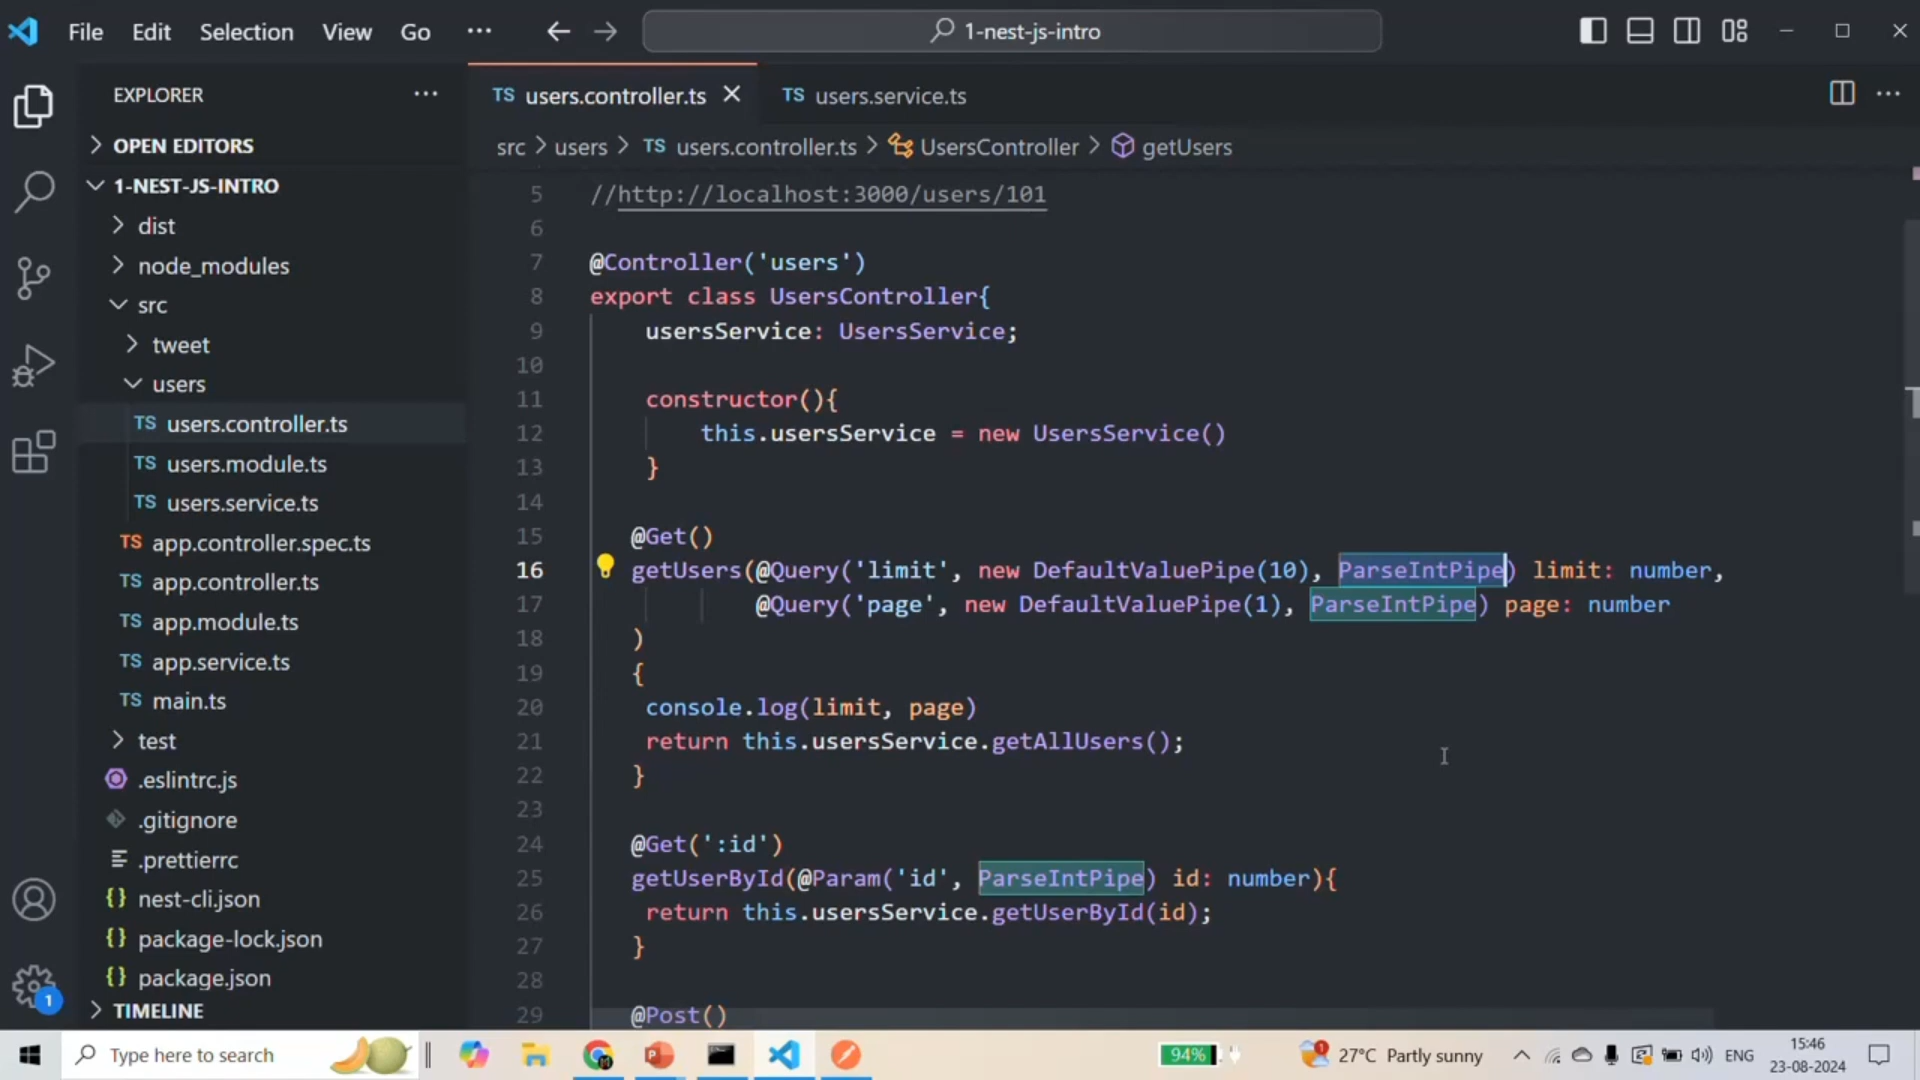 File Edit Selection View Go ··· 1-nest-js-intro
EXPLORER ···
OPEN EDITORS
1-NEST-JS-INTRO
dist
node_modules
src
tweet
users
TS users.controller.ts
TS users.module.ts
TS users.service.ts
TS app.controller.spec.ts
TS app.controller.ts
TS app.module.ts
TS app.service.ts
TS main.ts
test
.eslintrc.js
.gitignore
.prettierrc
{} nest-cli.json
{} package-lock.json
{} package.json
TIMELINE
1
TS users.controller.ts TS users.service.ts
src > users > TS users.controller.ts > UsersController > getUsers
5 //http://localhost:3000/users/101
6
7 @Controller('users')
8 export class UsersController{
9 usersService: UsersService;
10
11 constructor(){
12 this.usersService = new UsersService()
13 }
14
15 @Get()
16 getUsers(@Query('limit', new DefaultValuePipe(10), ParseIntPipe) limit: number,
17 @Query('page', new DefaultValuePipe(1), ParseIntPipe) page: number
18 )
19 {
20 console.log(limit, page)
21 return this.usersService.getAllUsers();
22 }
23
24 @Get(':id')
25 getUserById(@Param('id', ParseIntPipe) id: number){
26 return this.usersService.getUserById(id);
27 }
28
29 @Post()
Type here to search 94% 27°C Partly sunny ENG 15:46
23-08-2024